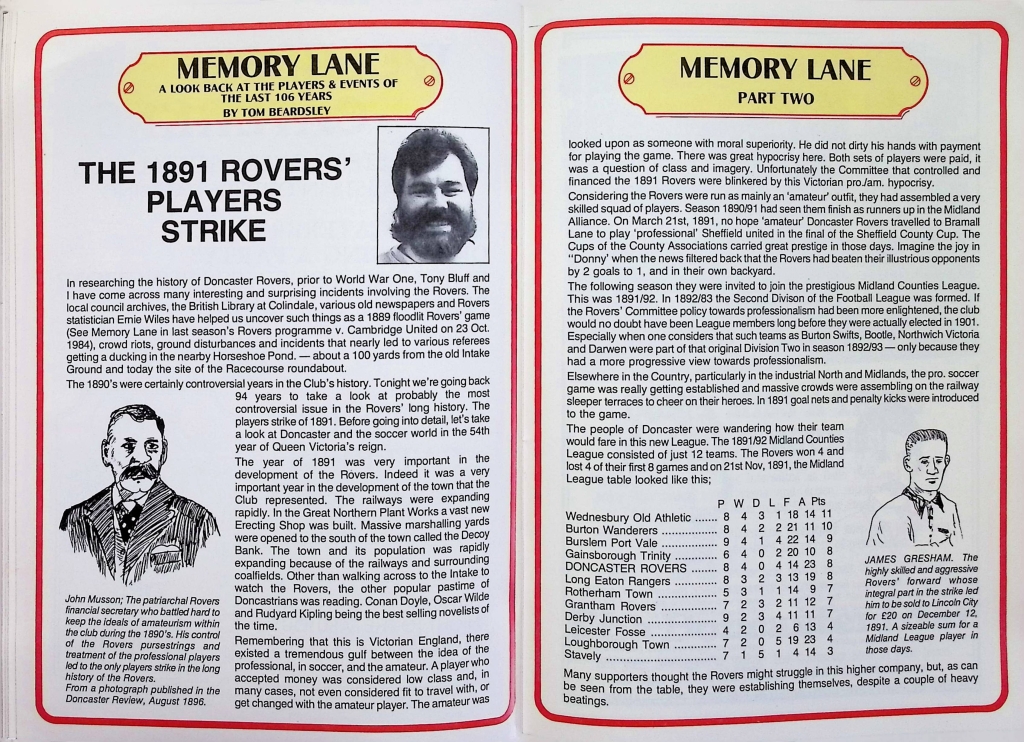 MEMORY LANE
A LOOK BACK AT THE PLAYERS & EVENTS OF
THE LAST 106 YEARS
BY TOM BEARDSLEY
THE 1891 ROVERS'
PLAYERS
STRIKE
In researching the history of Doncaster Rovers, prior to World War One, Tony Bluff and
I have come across many interesting and surprising incidents involving the Rovers. The
local council archives, the British Library at Colindale, various old newspapers and Rovers
statistician Ernie Wiles have helped us uncover such things as a 1889 floodlit Rovers' game
(See Memory Lane in last season's Rovers programme v. Cambridge United on 23 Oct.
1984), crowd riots, ground disturbances and incidents that nearly led to various referees
getting a ducking in the nearby Horseshoe Pond. — about a 100 yards from the old Intake
Ground and today the site of the Racecourse roundabout.
The 1890's were certainly controversial years in the Club's history. Tonight we're going back
94 years to take a look at probably the most
controversial issue in the Rovers' long history. The
players strike of 1891. Before going into detail, let's take
a look at Doncaster and the soccer world in the 54th
year of Queen Victoria's reign.
The year of 1891 was very important in the
development of the Rovers. Indeed it was a very
important year in the development of the town that the
Club represented. The railways were expanding
rapidly. In the Great Northern Plant Works a vast new
Erecting Shop was built. Massive marshalling yards
were opened to the south of the town called the Decoy
Bank. The town and its population was rapidly
expanding because of the railways and surrounding
coalfields. Other than walking across to the Intake to
watch the Rovers, the other popular pastime of
Doncastrians was reading. Conan Doyle, Oscar Wilde
and Rudyard Kipling being the best selling novelists of
the time.
Remembering that this is Victorian England, there
existed a tremendous gulf between the idea of the
professional, in soccer, and the amateur. A player who
accepted money was considered low class and, in
many cases, not even considered fit to travel with, or
get changed with the amateur player. The amateur was
John Musson; The patriarchal Rovers
financial secretary who battled hard to
keep the ideals of amateurism within
the club during the 1890's. His control
of the Rovers pursestrings and
treatment of the professional players
led to the only players strike in the long
history of the Rovers.
From a photograph published in the
Doncaster Review, August 1896.
MEMORY LANE
PART TWO
looked upon as someone with moral superiority. He did not dirty his hands with payment
for playing the game. There was great hypocrisy here. Both sets of players were paid, it
was a question of class and imagery. Unfortunately the Committee that controlled and
financed the 1891 Rovers were blinkered by this Victorian pro./am. hypocrisy.
Considering the Rovers were run as mainly an 'amateur' outfit, they had assembled a very
skilled squad of players. Season 1890/91 had seen them finish as runners up in the Midland
Alliance. On March 21st, 1891, no hope 'amateur' Doncaster Rovers travelled to Bramall
Lane to play 'professional' Sheffield united in the final of the Sheffield County Cup. The
Cups of the County Associations carried great prestige in those days. Imagine the joy in
"Donny' when the news filtered back that the Rovers had beaten their illustrious opponents
by 2 goals to 1, and in their own backyard.
The following season they were invited to join the prestigious Midland Counties League.
This was 1891/92. In 1892/83 the Second Divison of the Football League was formed. If
the Rovers' Committee policy towards professionalism had been more enlightened, the club
would no doubt have been League members long before they were actually elected in 1901.
Especially when one considers that such teams as Burton Swifts, Bootle, Northwich Victoria
and Darwen were part of that original Division Two in season 1892/93 — only because they
had a more progressive view towards professionalism.
Elsewhere in the Country, particularly in the industrial North and Midlands, the pro. soccer
game was really getting established and massive crowds were assembling on the railway
sleeper terraces to cheer on their heroes. In 1891 goal nets and penalty kicks were introduced
to the game.
The people of Doncaster were wandering how their team
would fare in this new League. The 1891/92 Midland Counties
League consisted of just 12 teams. The Rovers won 4 and
lost 4 of their first 8 games and on 21st Nov, 1891, the Midland
League table looked like this;
P W D L F A Pts
Wednesbury Old Athletic ....... 8 4 3 1 18 14 11
Burton Wanderers ................ 8 4 2 2 21 11 10
Burslem Port Vale ................ 9 4 1 4 22 14 9
Gainsborough Trinity ............ 6 4 0 2 20 10 8
DONCASTER ROVERS ........ 8 4 0 4 14 23 8
Long Eaton Rangers ............. 8 3 2 3 13 19 8
Rotherham Town .................. 5 3 1 1 14 9 7
Grantham Rovers ................. 7 2 3 2 11 12 7
Derby Junction .................... 9 2 3 4 11 11 7
Leicester Fosse ................... 4 2 0 2 6 13 4
Loughborough Town ............. 7 2 0 5 19 23 4
Stavely ................................ 7 1 5 1 4 14 3
JAMES GRESHAM. The
highly skilled and aggressive
Rovers' forward whose
integral part in the strike led
him to be sold to Lincoln City
for £20 on December 12,
1891. A sizeable sum for a
Midland League player in
those days.
Many supporters thought the Rovers might struggle in this higher company, but, as can
be seen from the table, they were establishing themselves, despite a couple of heavy
beatings.